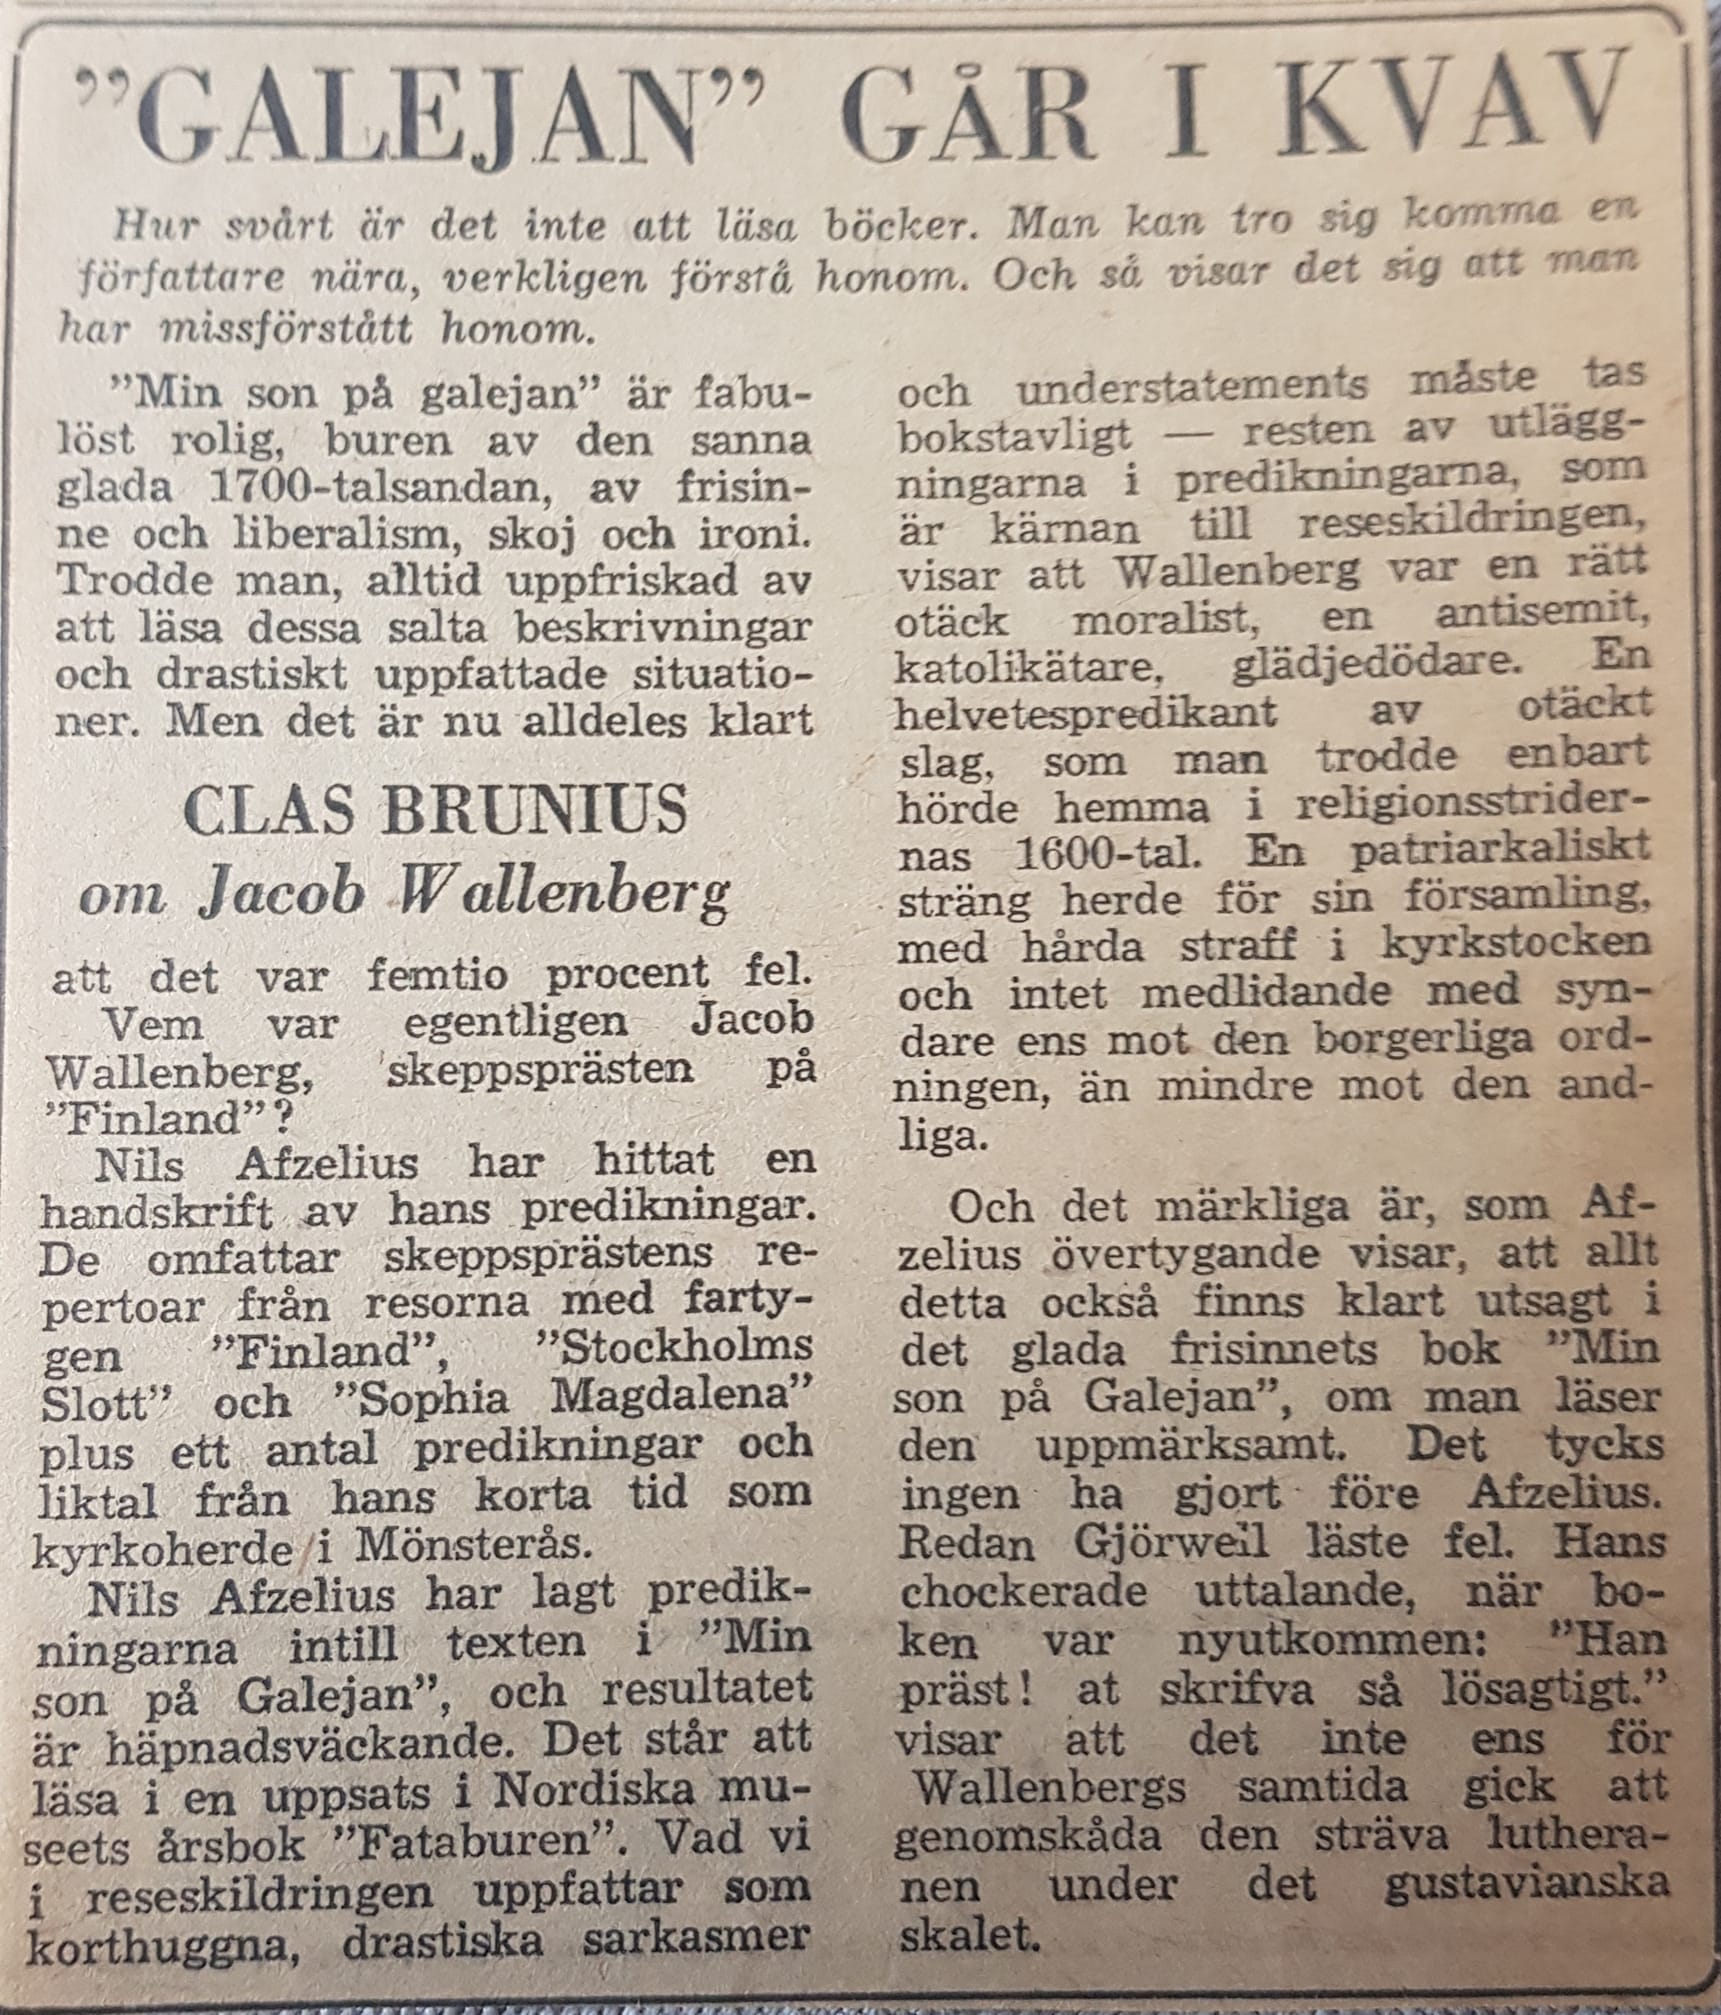 ”GALEJAN” GÅR I KVAV
Hur svårt är det inte att läsa böcker. Man kan tro sig komma en
författare nära, verkligen förstå honom. Och så visar det sig att man
har missförstått honom.
”Min son på galejan” är fabu-
löst rolig, buren av den sanna
glada 1700-talsandan, av frisin-
ne och liberalism, skoj och ironi.
Trodde man, alltid uppfriskad av
att läsa dessa salta beskrivningar
och drastiskt uppfattade situatio-
ner. Men det är nu alldeles klart
CLAS BRUNIUS
om Jacob Wallenberg
att det var femtio procent fel.
Vem var egentligen Jacob
Wallenberg, skeppsprästen på
”Finland”?
Nils Afzelius har hittat en
handskrift av hans predikningar.
De omfattar skeppsprästens re-
pertoar från resorna med farty-
gen ”Finland”, ”Stockholms
Slott” och ”Sophia Magdalena”
plus ett antal predikningar och
liktal från hans korta tid som
kyrkoherde i Mönsterås.
Nils Afzelius har lagt predik-
ningarna intill texten i ”Min
son på Galejan”, och resultatet
är häpnadsväckande. Det står att
läsa i en uppsats i Nordiska mu-
seets årsbok ”Fataburen”. Vad vi
i reseskildringen uppfattar som
korthuggna, drastiska sarkasmer
och understatements måste tas
bokstavligt — resten av utlägg-
ningarna i predikningarna, som
är kärnan till reseskildringen,
visar att Wallenberg var en rätt
otäck moralist, en antisemit,
katolikätare, glädjedödare. En
helvetespredikant av otäckt
slag, som man trodde enbart
hörde hemma i religionsstrider-
nas 1600-tal. En patriarkaliskt
sträng herde för sin församling,
med hårda straff i kyrkstocken
och intet medlidande med syn-
dare ens mot den borgerliga ord-
ningen, än mindre mot den and-
liga.
Och det märkliga är, som Af-
zelius övertygande visar, att allt
detta också finns klart utsagt i
det glada frisinnets bok ”Min
son på Galejan”, om man läser
den uppmärksamt. Det tycks
ingen ha gjort före Afzelius.
Redan Gjörwell läste fel. Hans
chockerade uttalande, när bo-
ken var nyutkommen: ”Han
präst! at skrifva så lösagtigt.”
visar att det inte ens för
Wallenbergs samtida gick att
genomskåda den sträva luthera-
nen under det gustavianska
skalet.